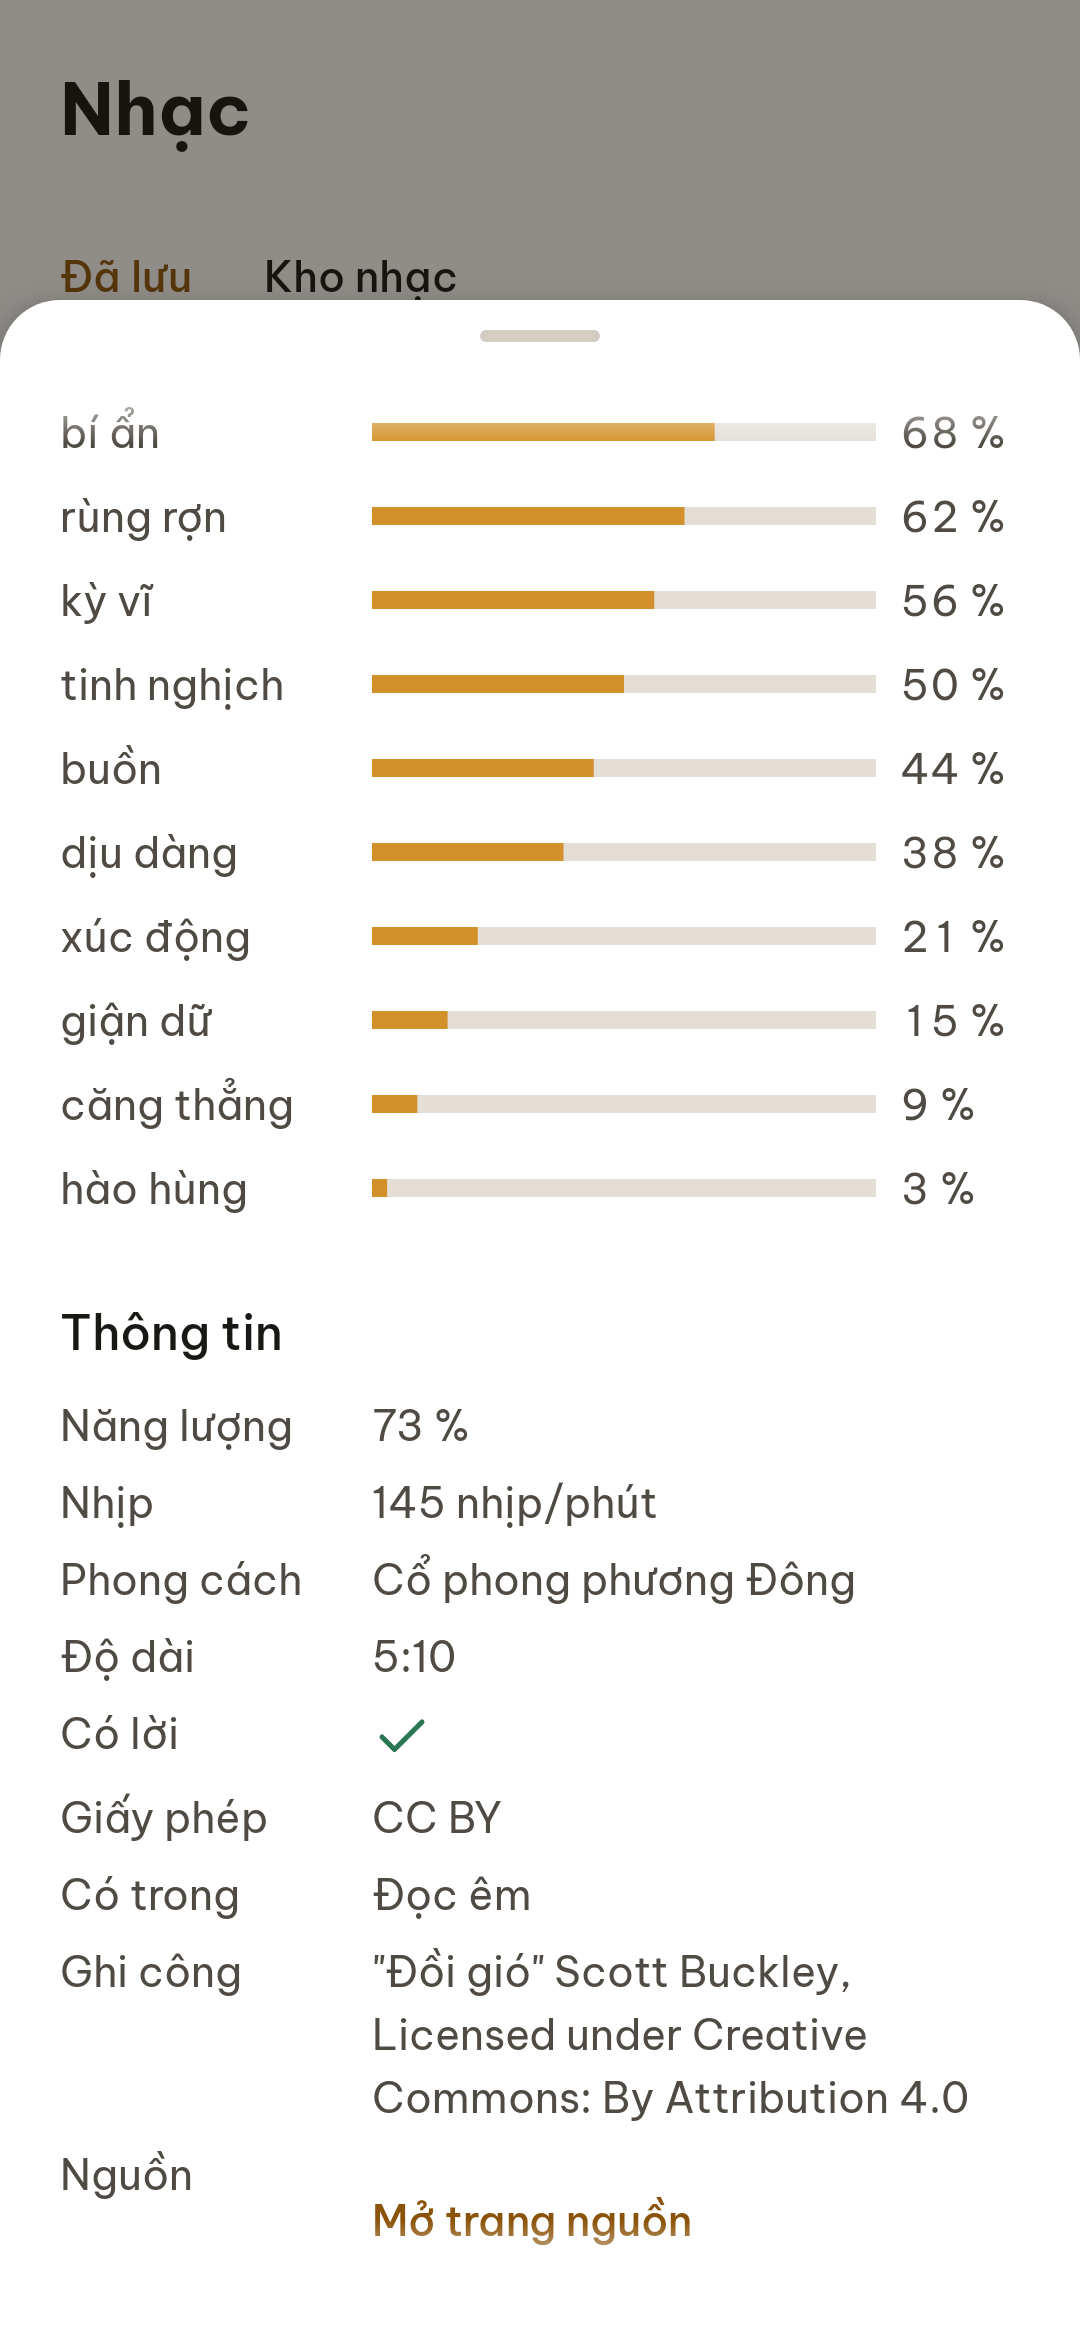 Nhạc
Đã lưu Kho nhạc
bí ẩn 68 %
rùng rợn 62 %
kỳ vĩ 56 %
tinh nghịch 50 %
buồn 44 %
dịu dàng 38 %
xúc động 21 %
giận dữ 15 %
căng thẳng 9 %
hào hùng 3 %
Thông tin
Năng lượng 73 %
Nhịp 145 nhịp/phút
Phong cách Cổ phong phương Đông
Độ dài 5:10
Có lời
Giấy phép CC BY
Có trong Đọc êm
Ghi công "Đồi gió" Scott Buckley,
Licensed under Creative
Commons: By Attribution 4.0
Nguồn
Mở trang nguồn